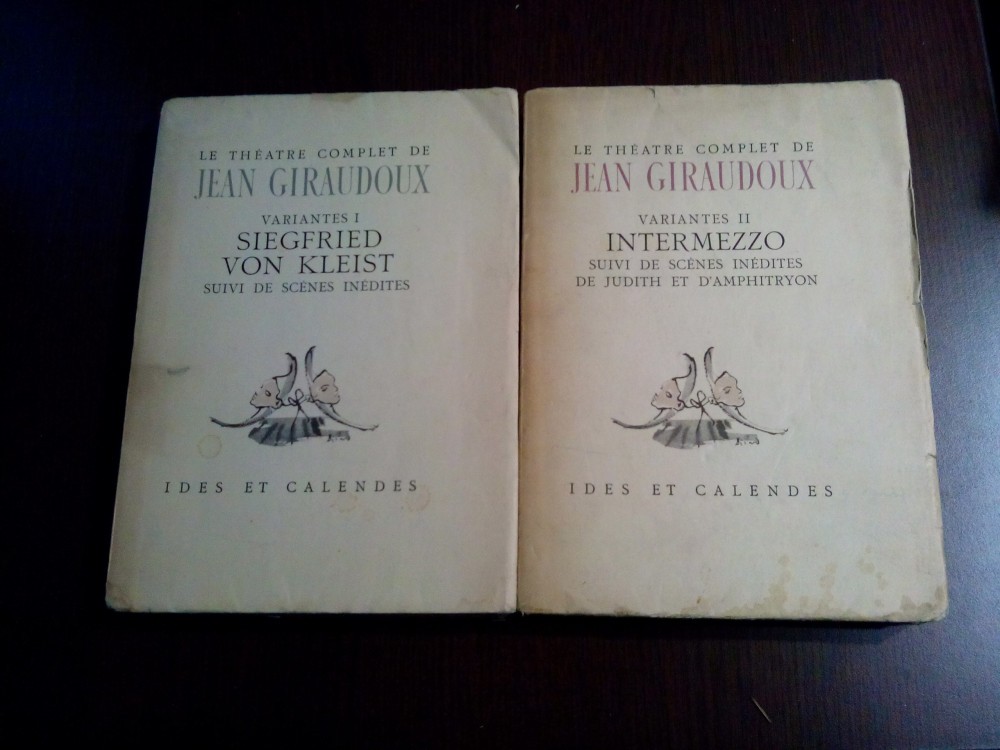 LE THÉATRE COMPLET DE
JEAN GIRAUDOUX
VARIANTES I
SIEGFRIED
VON KLEIST
SUIVI DE SCÈNES INÉDITES
IDES ET CALENDES
LE THÉATRE COMPLET DE
JEAN GIRAUDOUX
VARIANTES II
INTERMEZZO
SUIVI DE SCÈNES INÉDITES
DE JUDITH ET D'AMPHITRYON
IDES ET CALENDES